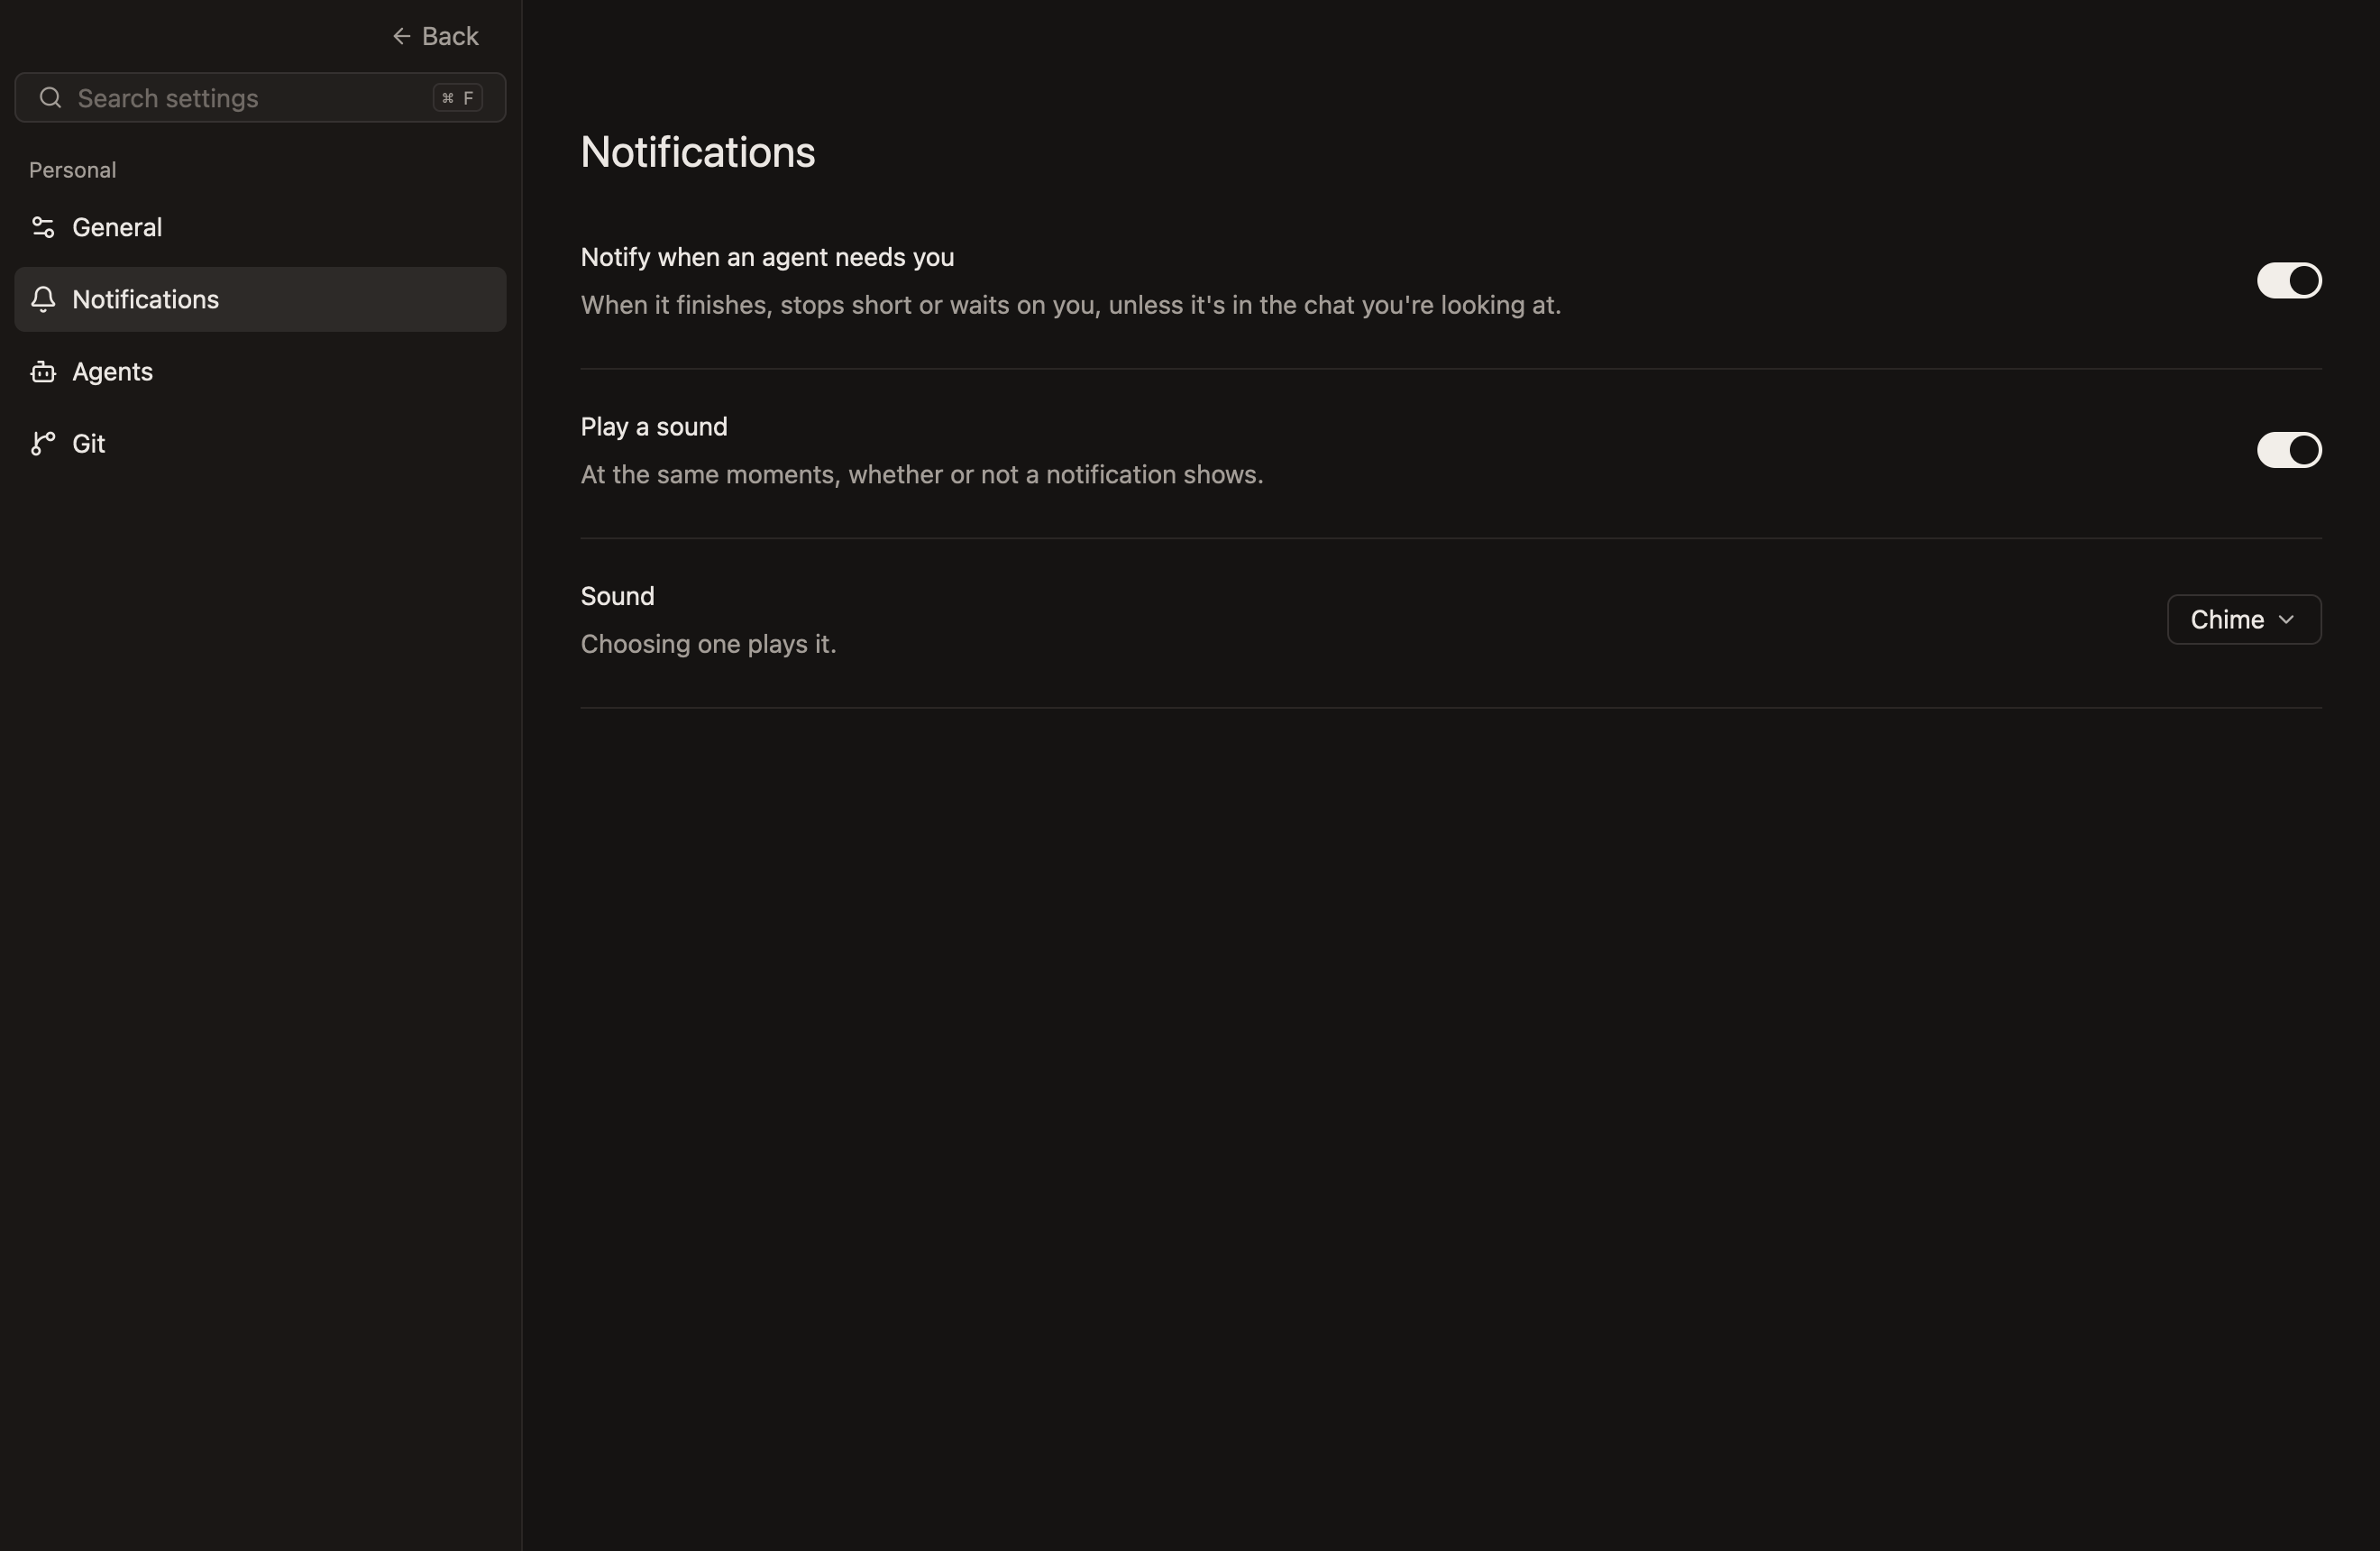 Back
Search settings
⌘ F
Personal
General
Notifications
Agents
Git
Notifications
Notify when an agent needs you
When it finishes, stops short or waits on you, unless it's in the chat you're looking at.
Play a sound
At the same moments, whether or not a notification shows.
Sound
Choosing one plays it.
Chime